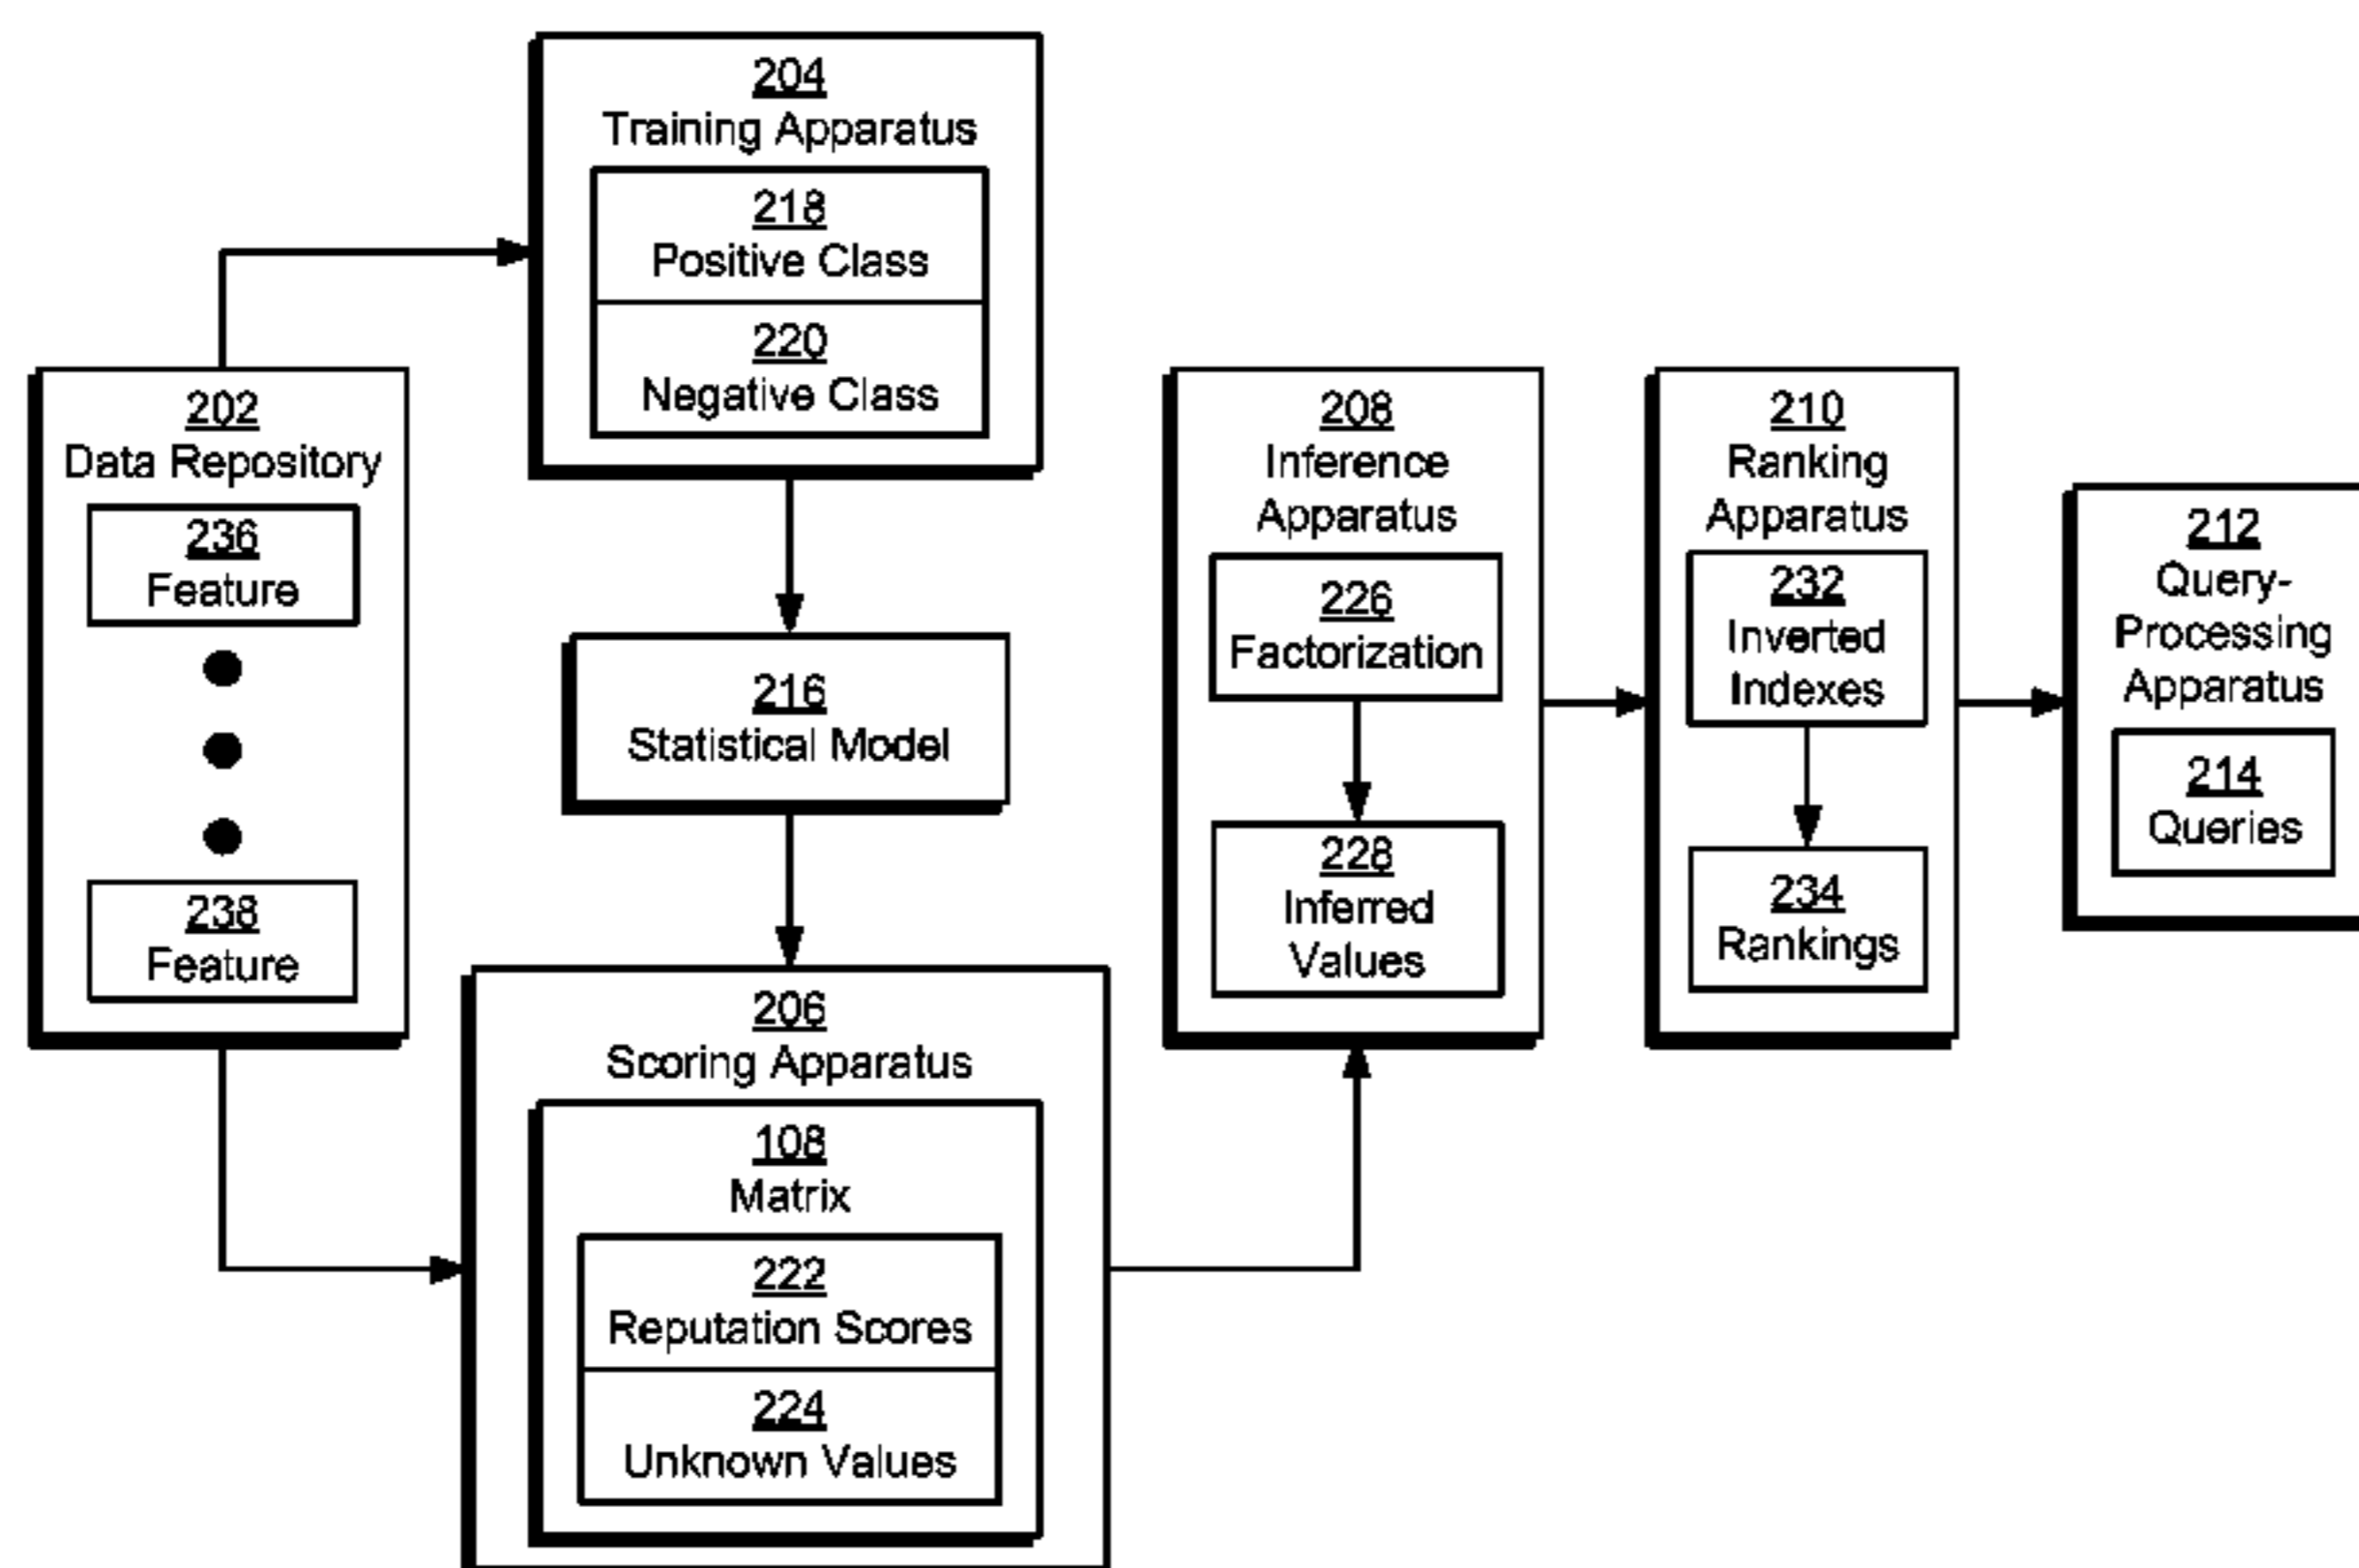 204
Training Apparatus
218
Positive Class
220
Negative Class
202
Data Repository
236
Feature
238
Feature
216
Statistical Model
206
Scoring Apparatus
108
Matrix
222
Reputation Scores
224
Unknown Values
208
Inference
Apparatus
226
Factorization
228
Inferred
Values
210
Ranking
Apparatus
232
Inverted
Indexes
234
Rankings
212
Query-
Processing
Apparatus
214
Queries